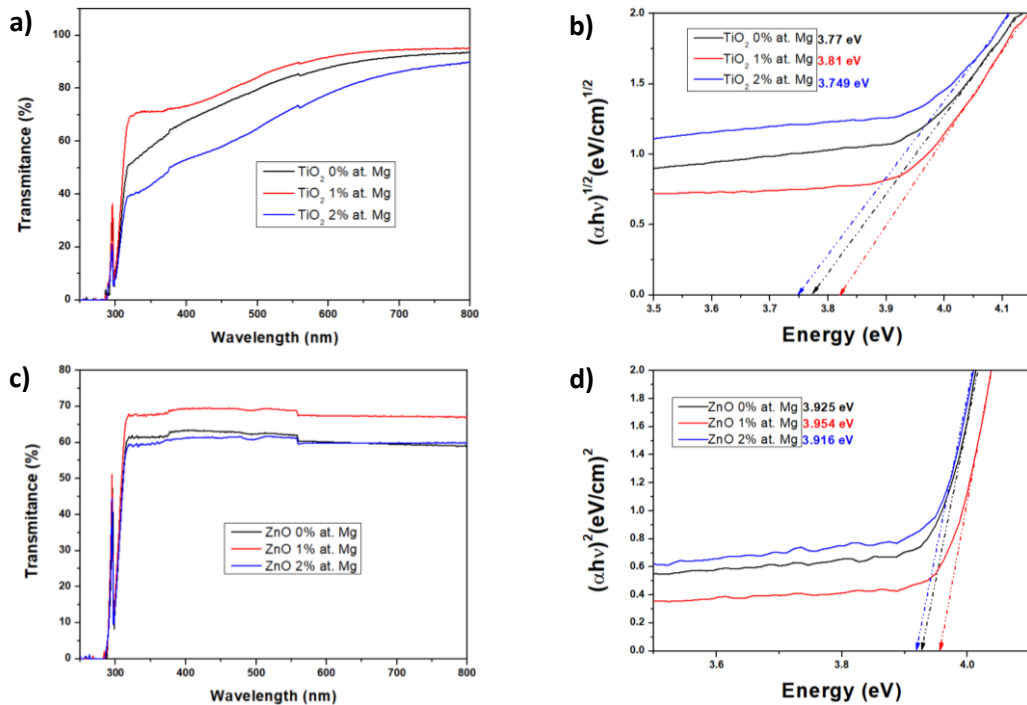 a)
Transmitance (%)
100
80
60
40
20
0
TiO2 0% at. Mg
TiO2 1% at. Mg
TiO2 2% at. Mg
300 400 500 600 700 800
Wavelength (nm)
b)
(αhν)1/2(eV/cm)1/2
2.0
1.5
1.0
0.5
0.0
TiO2 0% at. Mg 3.77 eV
TiO2 1% at. Mg 3.81 eV
TiO2 2% at. Mg 3.749 eV
3.5 3.6 3.7 3.8 3.9 4.0 4.1
Energy (eV)
c)
Transmitance (%)
80
70
60
50
40
30
20
10
0
ZnO 0% at. Mg
ZnO 1% at. Mg
ZnO 2% at. Mg
300 400 500 600 700 800
Wavelength (nm)
d)
(αhν)2(eV/cm)2
2.0
1.8
1.6
1.4
1.2
1.0
0.8
0.6
0.4
0.2
0.0
ZnO 0% at. Mg 3.925 eV
ZnO 1% at. Mg 3.954 eV
ZnO 2% at. Mg 3.916 eV
3.6 3.8 4.0
Energy (eV)